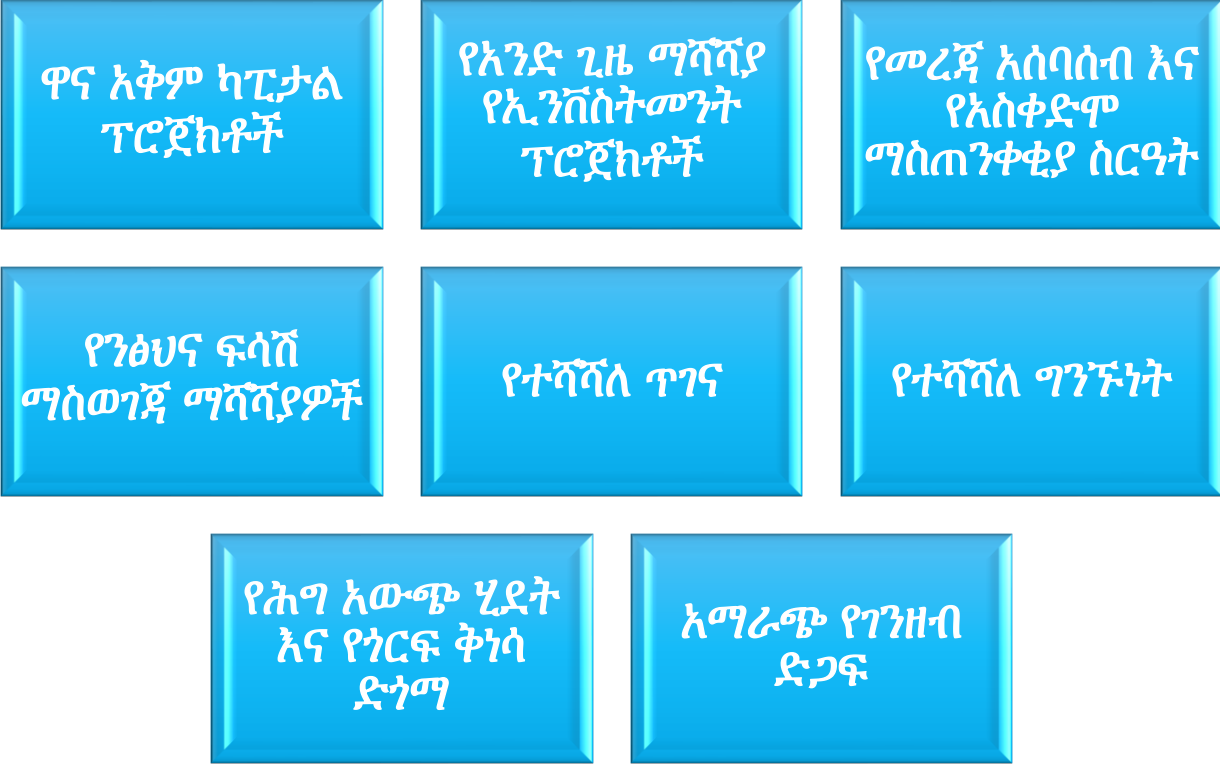 ዋና አቅም ካፒታል
ፕሮጀክቶች
የአንድ ጊዜ ማሻሻያ
የኢንቨስትመንት
ፕሮጀክቶች
የመረጃ አሰባሰብ እና
የአስቀድሞ
ማስጠንቀቂያ ስርዓት
የንፅህና ፍሳሽ
ማስወገጃ ማሻሻያዎች
የተሻሻለ ጥገና
የተሻሻለ ግንኙነት
የሕግ አውጭ ሂደት
እና የጎርፍ ቅነሳ
ድጎማ
አማራጭ የገንዘብ
ድጋፍ